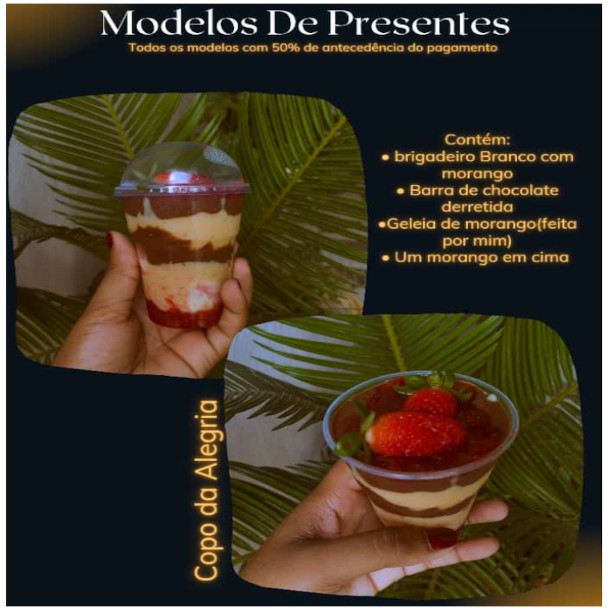 Modelos De Presentes
Todos os modelos com 50% de antecedência do pagamento
Contém:
• brigadeiro Branco com
morango
• Barra de chocolate
derretida
•Geleia de morango(feita
por mim)
• Um morango em cima
Copo da Alegria